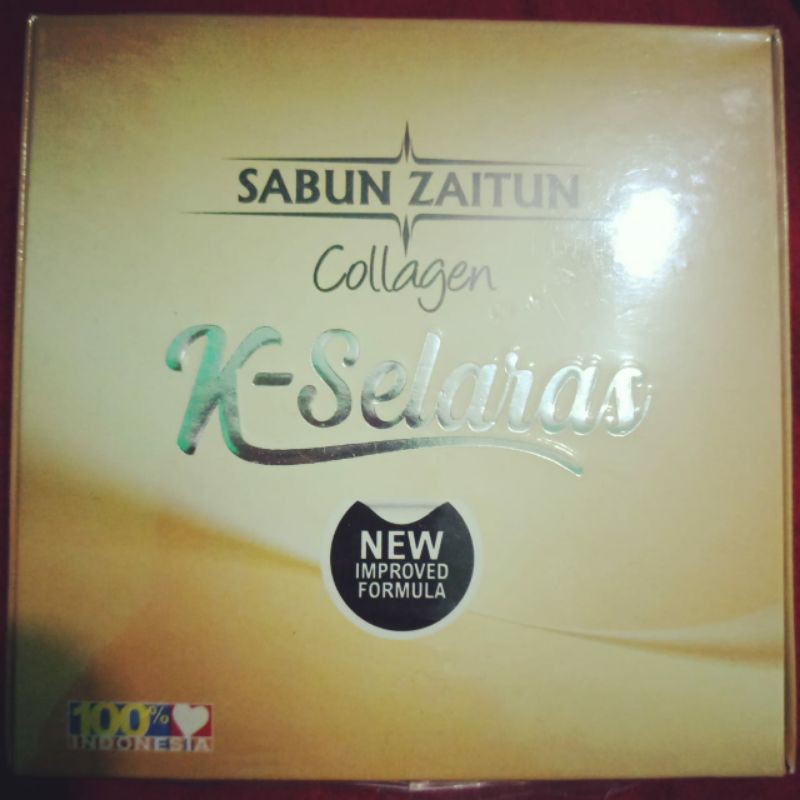 SABUN ZAITUN
Collagen
K-Selaras
NEW
IMPROVED
FORMULA
100%
INDONESIA